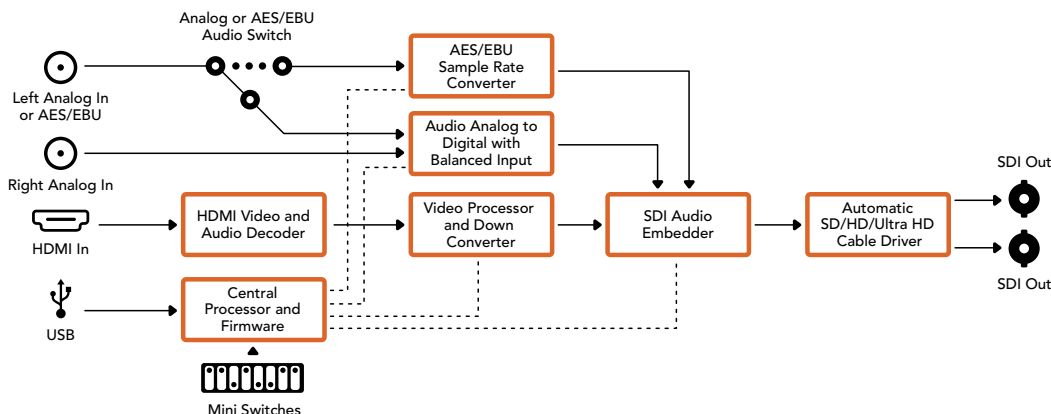 Analog or AES/EBU
Audio Switch
Left Analog In
or AES/EBU
AES/EBU
Sample Rate
Converter
Audio Analog to
Digital with
Balanced Input
Right Analog In
HDMI In
HDMI Video and
Audio Decoder
Video Processor
and Down
Converter
SDI Audio
Embedder
Automatic
SD/HD/Ultra HD
Cable Driver
SDI Out
SDI Out
USB
Central
Processor and
Firmware
Mini Switches